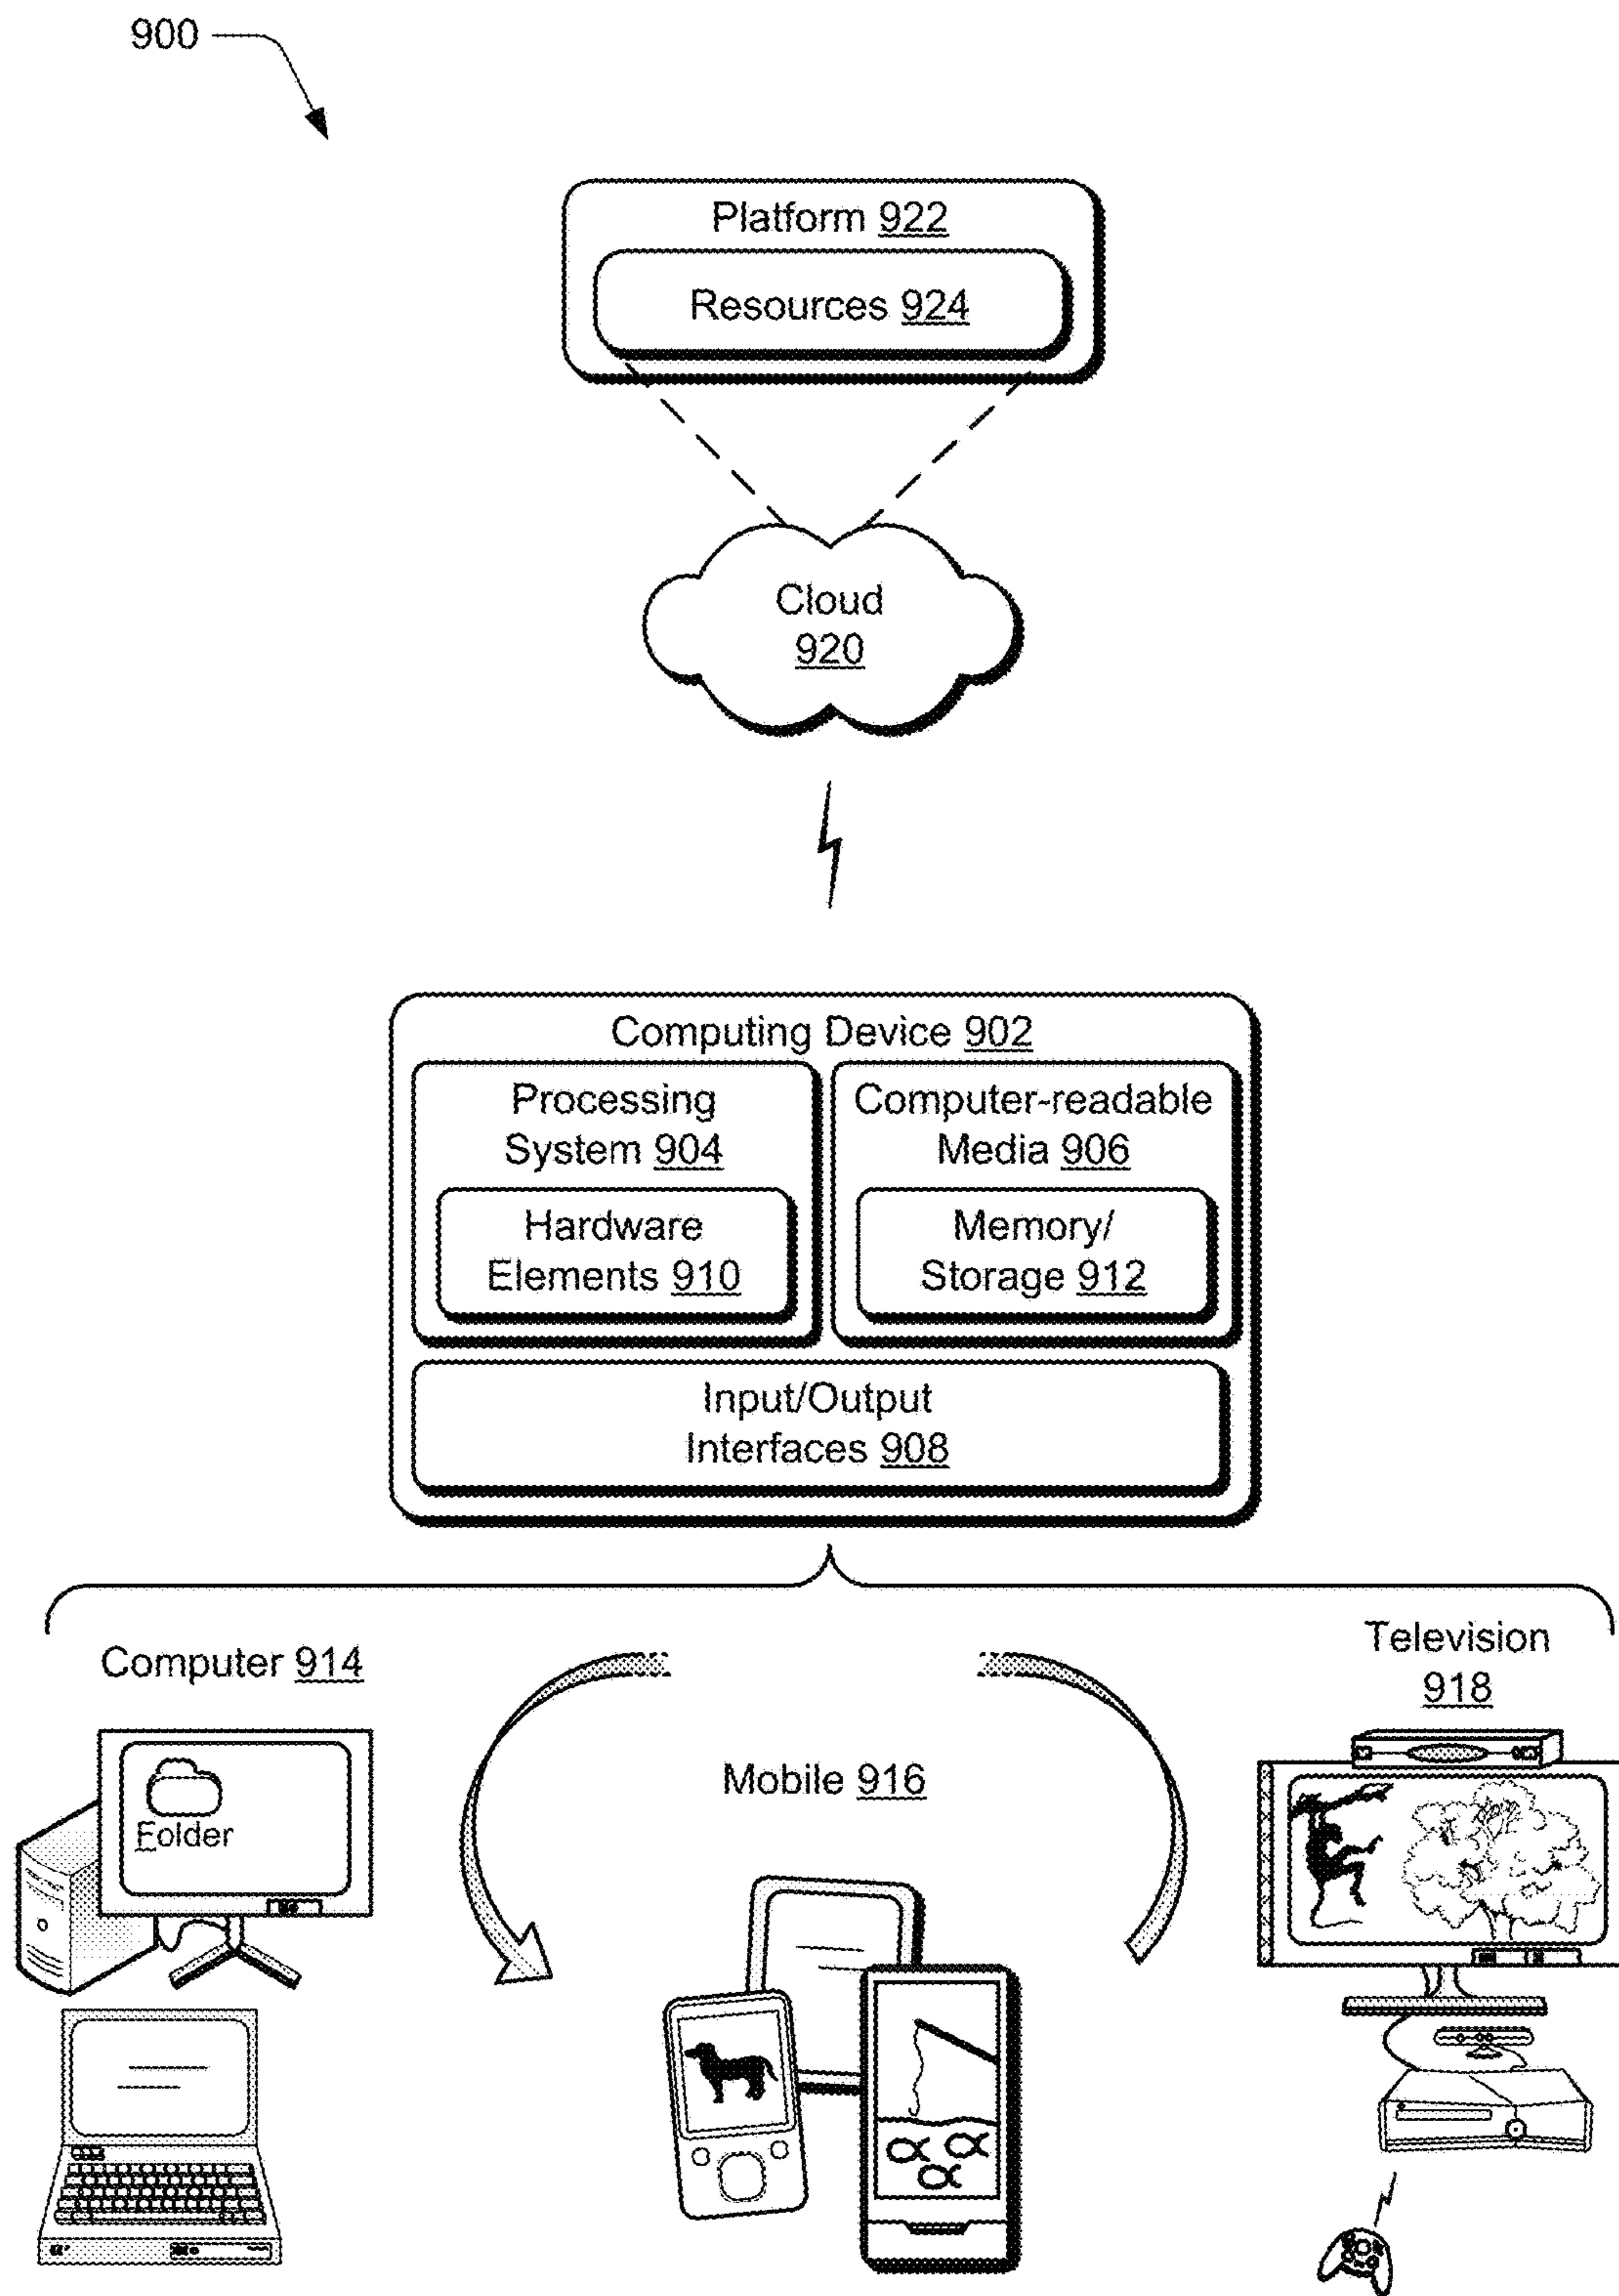 900
Platform 922
Resources 924
Cloud
920
Computing Device 902
Processing
System 904
Hardware
Elements 910
Computer-readable
Media 906
Memory/
Storage 912
Input/Output
Interfaces 908
Computer 914
Folder
Mobile 916
Television
918